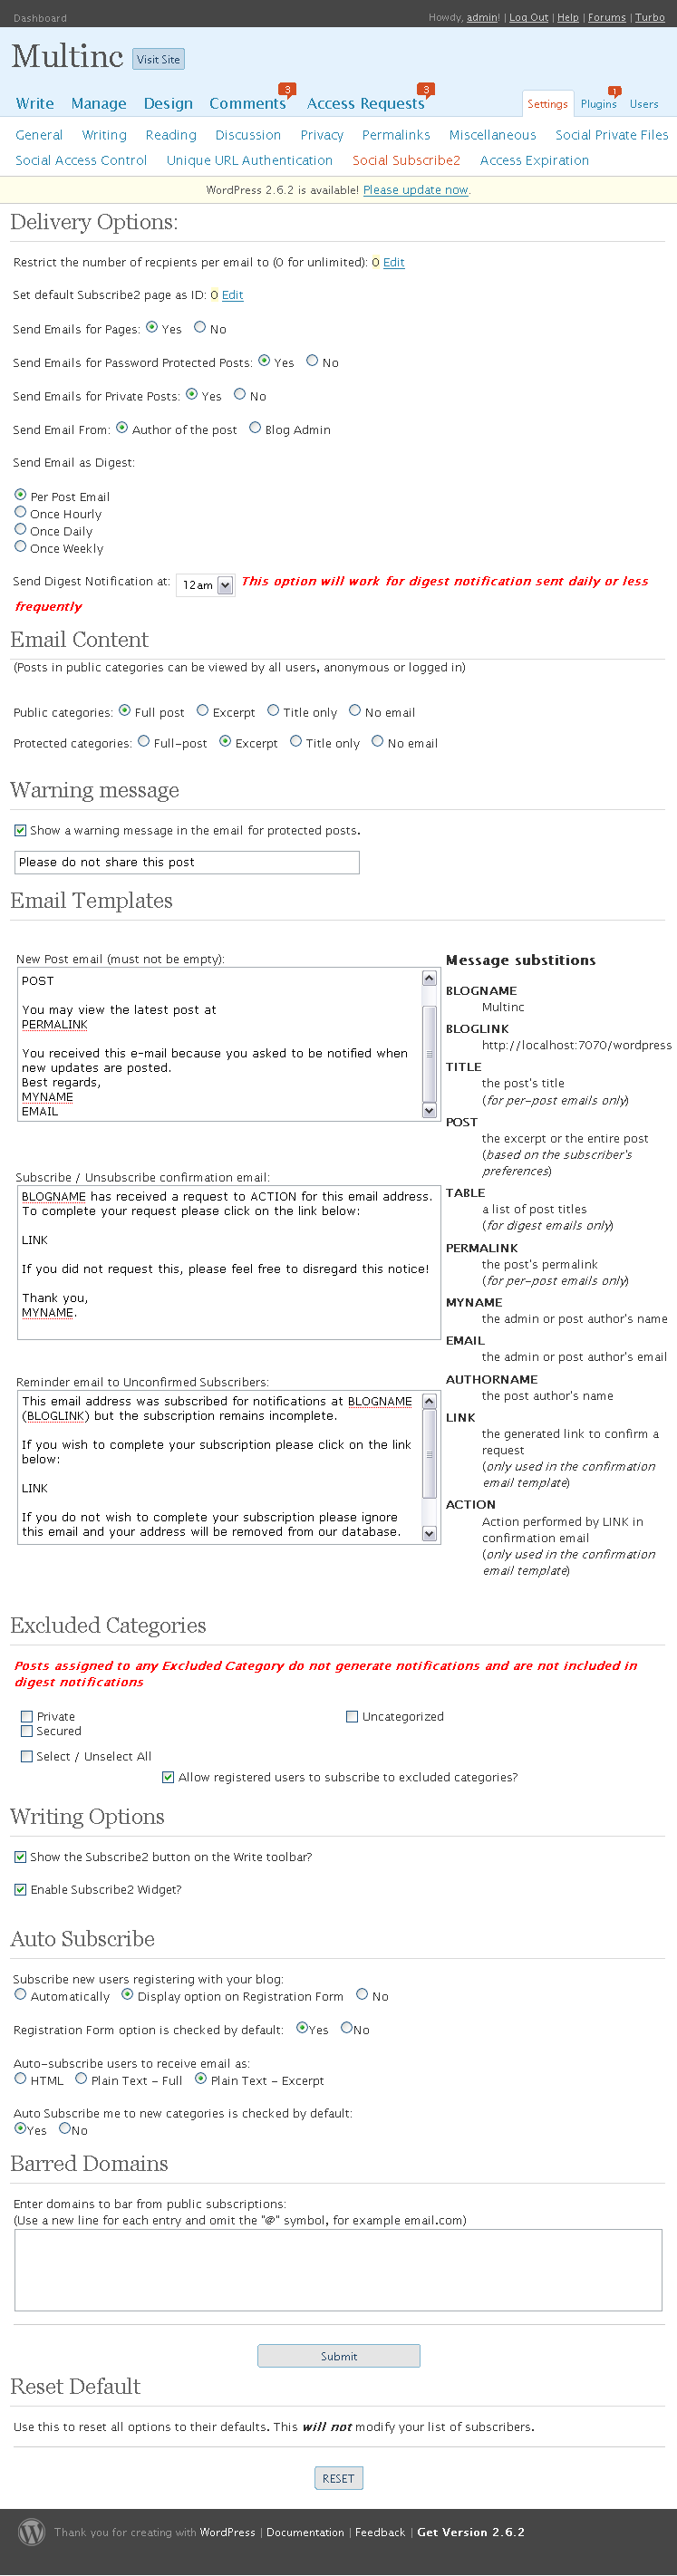 Dashboard
Howdy, admin! | Log Out | Help | Forums | Turbo
Multinc Visit Site
Write Manage Design Comments 3 Access Requests 3 Settings Plugins 1 Users
General Writing Reading Discussion Privacy Permalinks Miscellaneous Social Private Files
Social Access Control Unique URL Authentication Social Subscribe2 Access Expiration
WordPress 2.6.2 is available! Please update now.
Delivery Options:
Restrict the number of recpients per email to (0 for unlimited): 0 Edit
Set default Subscribe2 page as ID: 0 Edit
Send Emails for Pages: Yes No
Send Emails for Password Protected Posts: Yes No
Send Emails for Private Posts: Yes No
Send Email From: Author of the post Blog Admin
Send Email as Digest:
Per Post Email
Once Hourly
Once Daily
Once Weekly
Send Digest Notification at: 12am This option will work for digest notification sent daily or less
frequently
Email Content
(Posts in public categories can be viewed by all users, anonymous or logged in)
Public categories: Full post Excerpt Title only No email
Protected categories: Full-post Excerpt Title only No email
Warning message
Show a warning message in the email for protected posts.
Please do not share this post
Email Templates
New Post email (must not be empty):
POST
You may view the latest post at
PERMALINK
You received this e-mail because you asked to be notified when
new updates are posted.
Best regards,
MYNAME
EMAIL
Subscribe / Unsubscribe confirmation email:
BLOGNAME has received a request to ACTION for this email address.
To complete your request please click on the link below:
LINK
If you did not request this, please feel free to disregard this notice!
Thank you,
MYNAME.
Reminder email to Unconfirmed Subscribers:
This email address was subscribed for notifications at BLOGNAME
(BLOGLINK) but the subscription remains incomplete.
If you wish to complete your subscription please click on the link
below:
LINK
If you do not wish to complete your subscription please ignore
this email and your address will be removed from our database.
Message substitions
BLOGNAME
Multinc
BLOGLINK
http://localhost:7070/wordpress
TITLE
the post's title
(for per-post emails only)
POST
the excerpt or the entire post
(based on the subscriber's
preferences)
TABLE
a list of post titles
(for digest emails only)
PERMALINK
the post's permalink
(for per-post emails only)
MYNAME
the admin or post author's name
EMAIL
the admin or post author's email
AUTHORNAME
the post author's name
LINK
the generated link to confirm a
request
(only used in the confirmation
email template)
ACTION
Action performed by LINK in
confirmation email
(only used in the confirmation
email template)
Excluded Categories
Posts assigned to any Excluded Category do not generate notifications and are not included in
digest notifications
Private Uncategorized
Secured
Select / Unselect All
Allow registered users to subscribe to excluded categories?
Writing Options
Show the Subscribe2 button on the Write toolbar?
Enable Subscribe2 Widget?
Auto Subscribe
Subscribe new users registering with your blog:
Automatically Display option on Registration Form No
Registration Form option is checked by default: Yes No
Auto-subscribe users to receive email as:
HTML Plain Text - Full Plain Text - Excerpt
Auto Subscribe me to new categories is checked by default:
Yes No
Barred Domains
Enter domains to bar from public subscriptions:
(Use a new line for each entry and omit the "@" symbol, for example email.com)
Submit
Reset Default
Use this to reset all options to their defaults. This will not modify your list of subscribers.
RESET
Thank you for creating with WordPress | Documentation | Feedback | Get Version 2.6.2